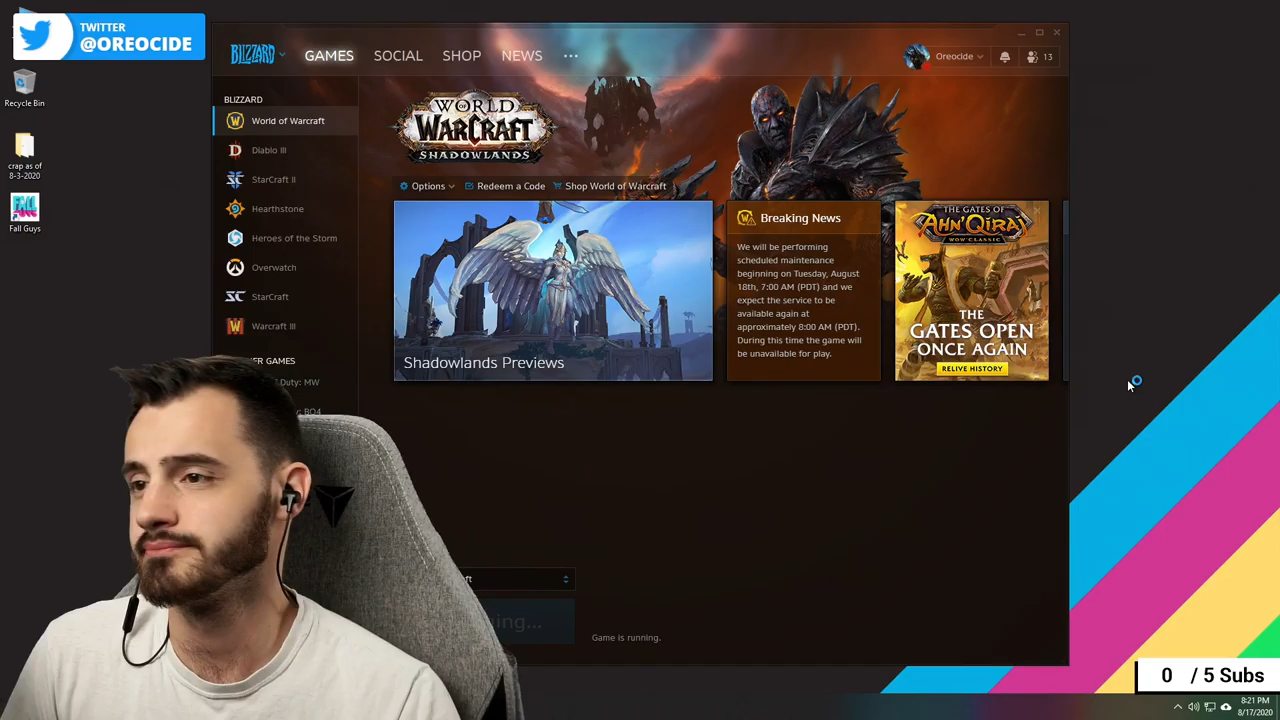 TWITTER
@OREOCIDE
Recycle Bin
crap as of
8-3-2020
FALL
GUYS
Fall Guys
BLIZZARD
GAMES
SOCIAL
SHOP
NEWS
Oreocide
13
BLIZZARD
World of Warcraft
Diablo III
StarCraft II
Hearthstone
Heroes of the Storm
Overwatch
StarCraft
Warcraft III
GAMES
Duty: MW
BO4
WORLD
OF
WARCRAFT
SHADOWLANDS
Options
Redeem a Code
Shop World of Warcraft
Shadowlands Previews
Breaking News
We will be performing
scheduled maintenance
beginning on Tuesday, August
18th, 7:00 AM (PDT) and we
expect the service to be
available again at
approximately 8:00 AM (PDT).
During this time the game will
be unavailable for play.
THE GATES OF
AHN'QIRAJ
WOW CLASSIC
THE
GATES OPEN
ONCE AGAIN
RELIVE HISTORY
Game is running.
0 / 5 Subs
8:21 PM
8/17/2020